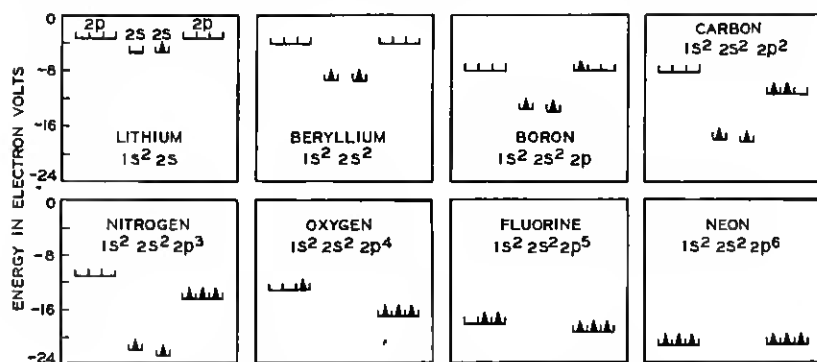 ENERGY IN ELECTRON VOLTS
0
-8
-16
-24
2p 2S 2S 2p
LITHIUM
1S² 2S
BERYLLIUM
1S² 2S²
BORON
1S² 2S² 2p
CARBON
1S² 2S² 2p²
0
-8
-16
-24
NITROGEN
1S² 2S² 2p³
OXYGEN
1S² 2S² 2p⁴
FLUORINE
1S² 2S² 2p⁵
NEON
1S² 2S² 2p⁶